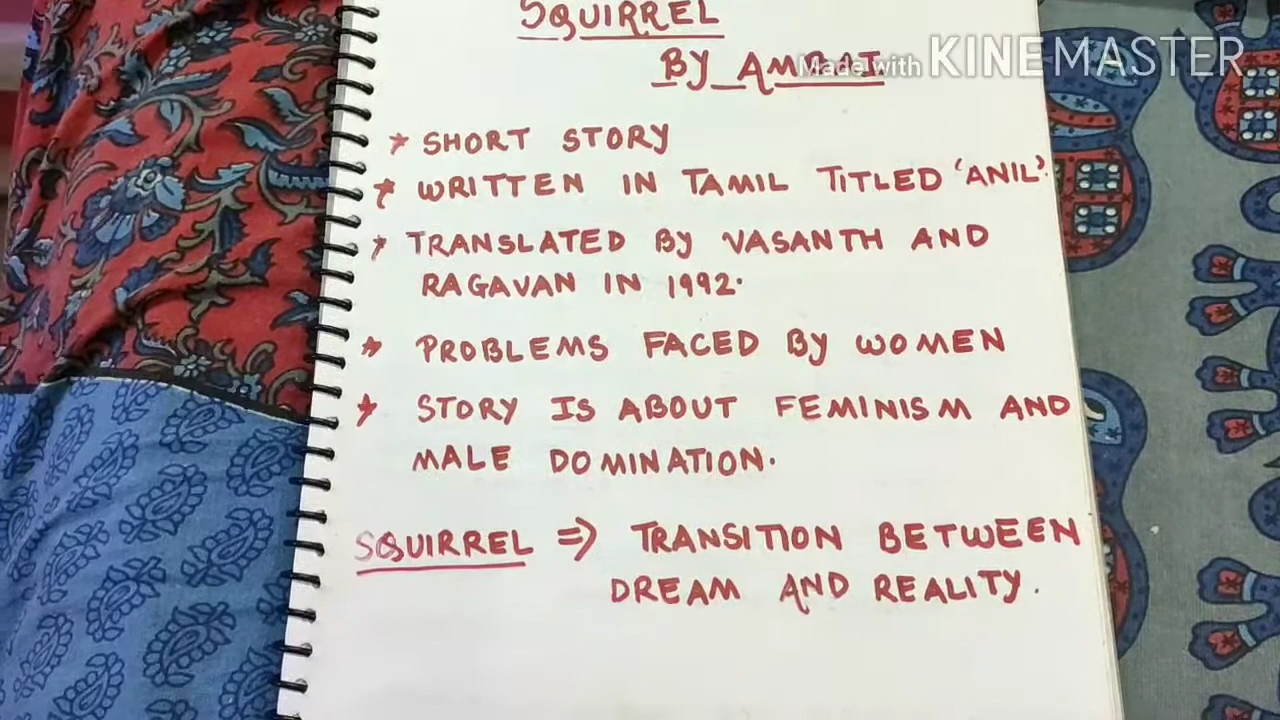 SQUIRREL
BY AMBAI
Made with KINEMASTER
* SHORT STORY
* WRITTEN IN TAMIL TITLED 'ANIL'.
* TRANSLATED BY VASANTH AND
RAGAVAN IN 1992.
* PROBLEMS FACED BY WOMEN
* STORY IS ABOUT FEMINISM AND
MALE DOMINATION.
SQUIRREL ⇒ TRANSITION BETWEEN
DREAM AND REALITY.